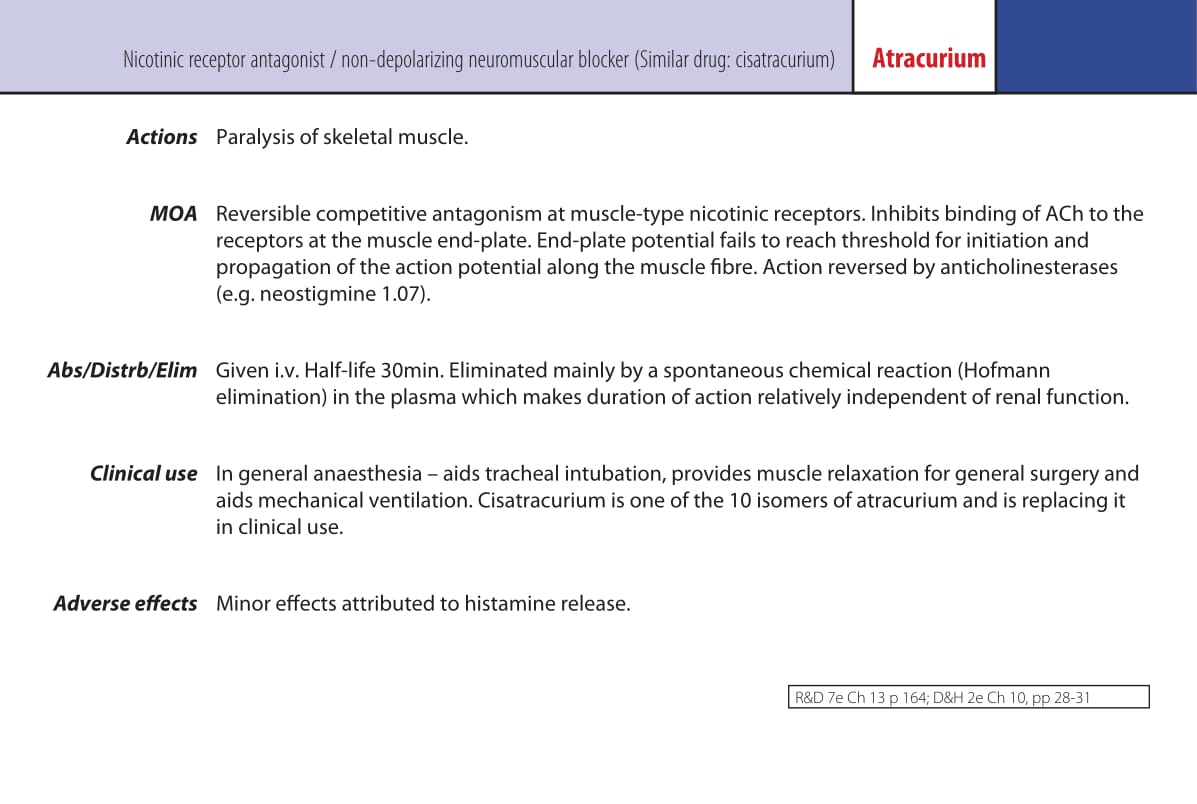 Nicotinic receptor antagonist / non-depolarizing neuromuscular blocker (Similar drug: cisatracurium)
Atracurium
Actions Paralysis of skeletal muscle.
MOA Reversible competitive antagonism at muscle-type nicotinic receptors. Inhibits binding of ACh to the
receptors at the muscle end-plate. End-plate potential fails to reach threshold for initiation and
propagation of the action potential along the muscle fibre. Action reversed by anticholinesterases
(e.g. neostigmine 1.07).
Abs/Distrb/Elim Given i.v. Half-life 30min. Eliminated mainly by a spontaneous chemical reaction (Hofmann
elimination) in the plasma which makes duration of action relatively independent of renal function.
Clinical use In general anaesthesia – aids tracheal intubation, provides muscle relaxation for general surgery and
aids mechanical ventilation. Cisatracurium is one of the 10 isomers of atracurium and is replacing it
in clinical use.
Adverse effects Minor effects attributed to histamine release.
R&D 7e Ch 13 p 164; D&H 2e Ch 10, pp 28-31